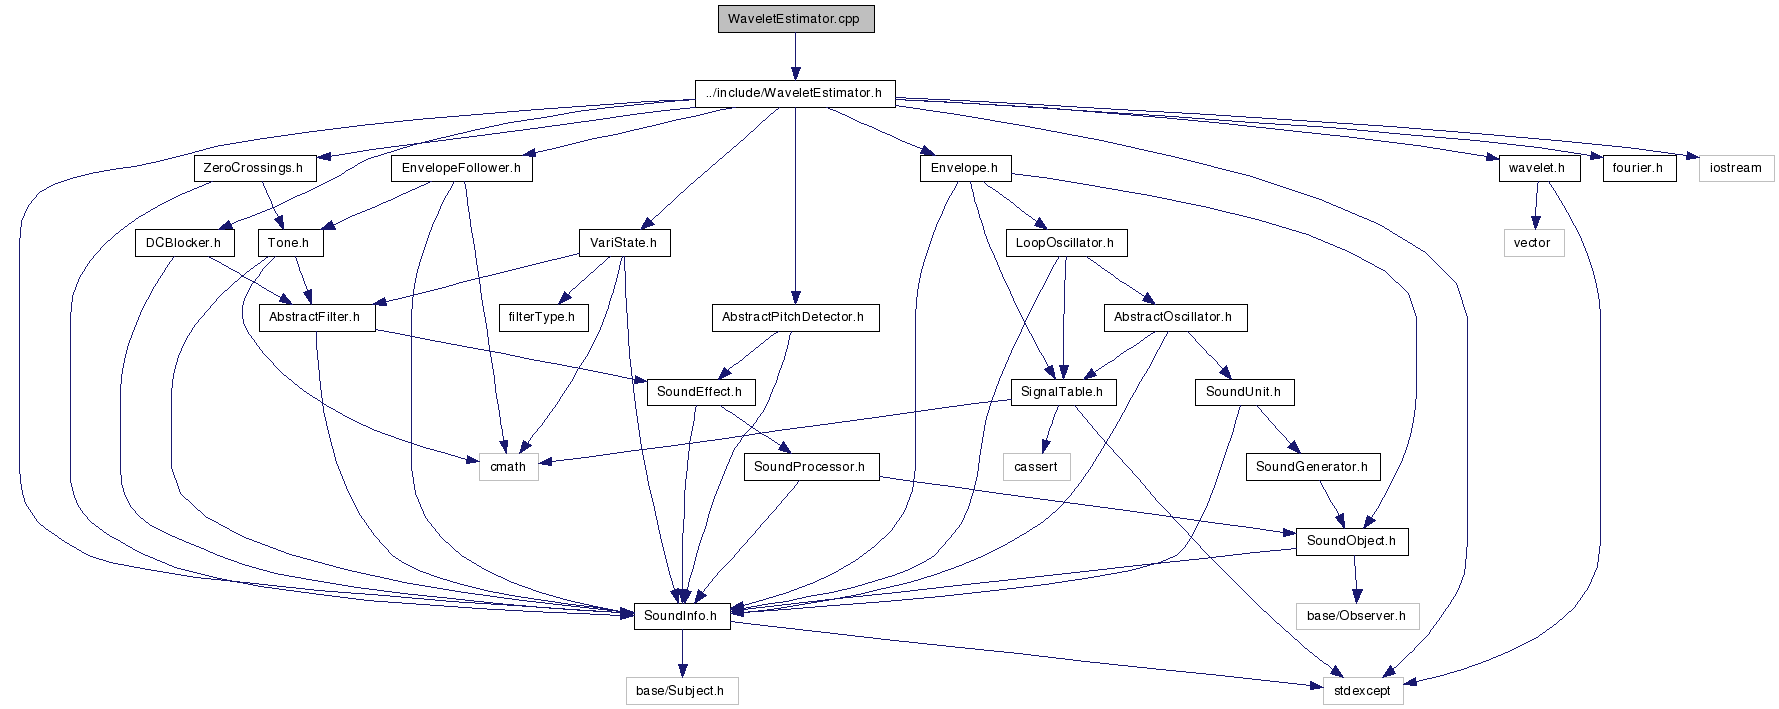 WaveletEstimator.cpp
../include/WaveletEstimator.h
ZeroCrossings.h
EnvelopeFollower.h
Envelope.h
wavelet.h
fourier.h
iostream
DCBlocker.h
Tone.h
VariState.h
LoopOscillator.h
vector
AbstractFilter.h
filterType.h
AbstractPitchDetector.h
AbstractOscillator.h
SoundEffect.h
SignalTable.h
SoundUnit.h
cmath
SoundProcessor.h
cassert
SoundGenerator.h
SoundObject.h
SoundInfo.h
base/Observer.h
base/Subject.h
stdexcept